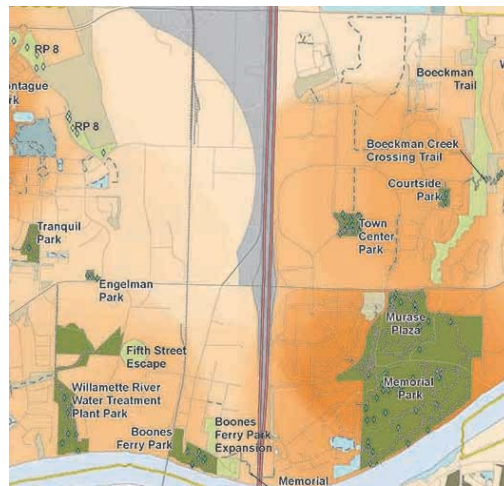 RP 8
ontague
Park
RP 8
Boeckman
Trail
W
Boeckman Creek
Crossing Trail
Courtside
Park
Tranquil
Park
Town
Center
Park
Engelman
Park
Murase
Plaza
Fifth Street
Escape
Memorial
Park
Willamette River
Water Treatment
Plant Park
Boones
Ferry Park
Boones
Ferry Park
Expansion
Memorial